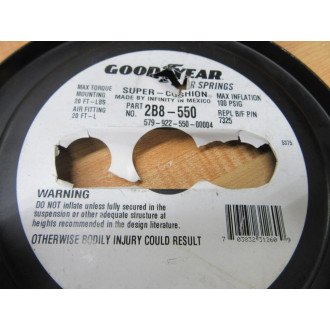 GOODYEAR
R SPRINGS
SUPER-CUSHION
MADE BY INFINITY IN MEXICO
MAX TORQUE
MOUNTING
20 FT-LBS
AIR FITTING
20 FT-L
PART NO. 2B8-550
579-922-550-00004
MAX INFLATION
100 PSIG
REPL B/F P/N
7325
WARNING
DO NOT inflate unless fully secured in the
suspension or other adequate structure at
heights recommended in the design literature.
OTHERWISE BODILY INJURY COULD RESULT